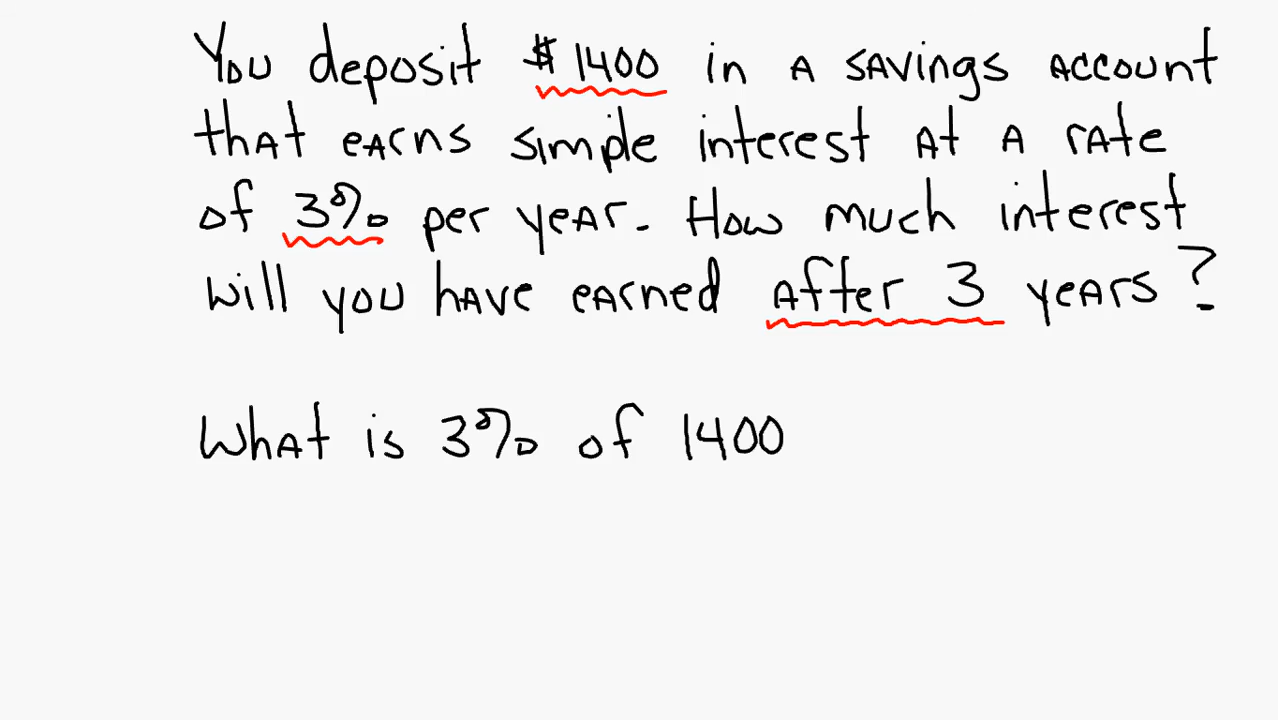 You deposit $1400 in a savings account
that earns simple interest at a rate
of 3% per year. How much interest
will you have earned after 3 years?
What is 3% of 1400